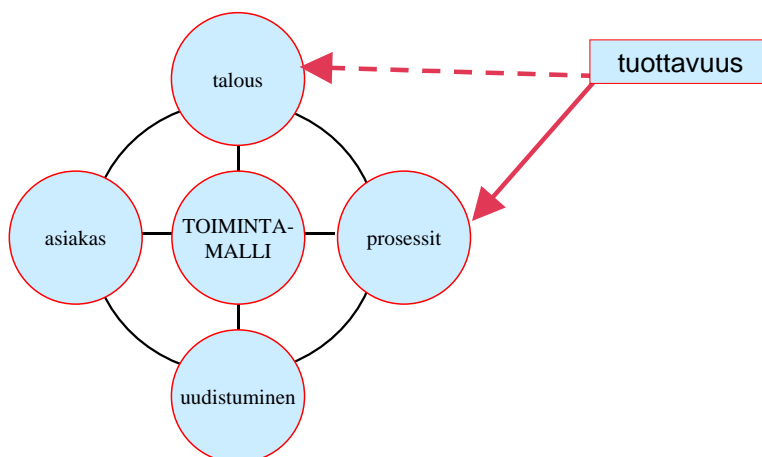 talous
tuottavuus
asiakas
TOIMINTA-
MALLI
prosessit
uudistuminen